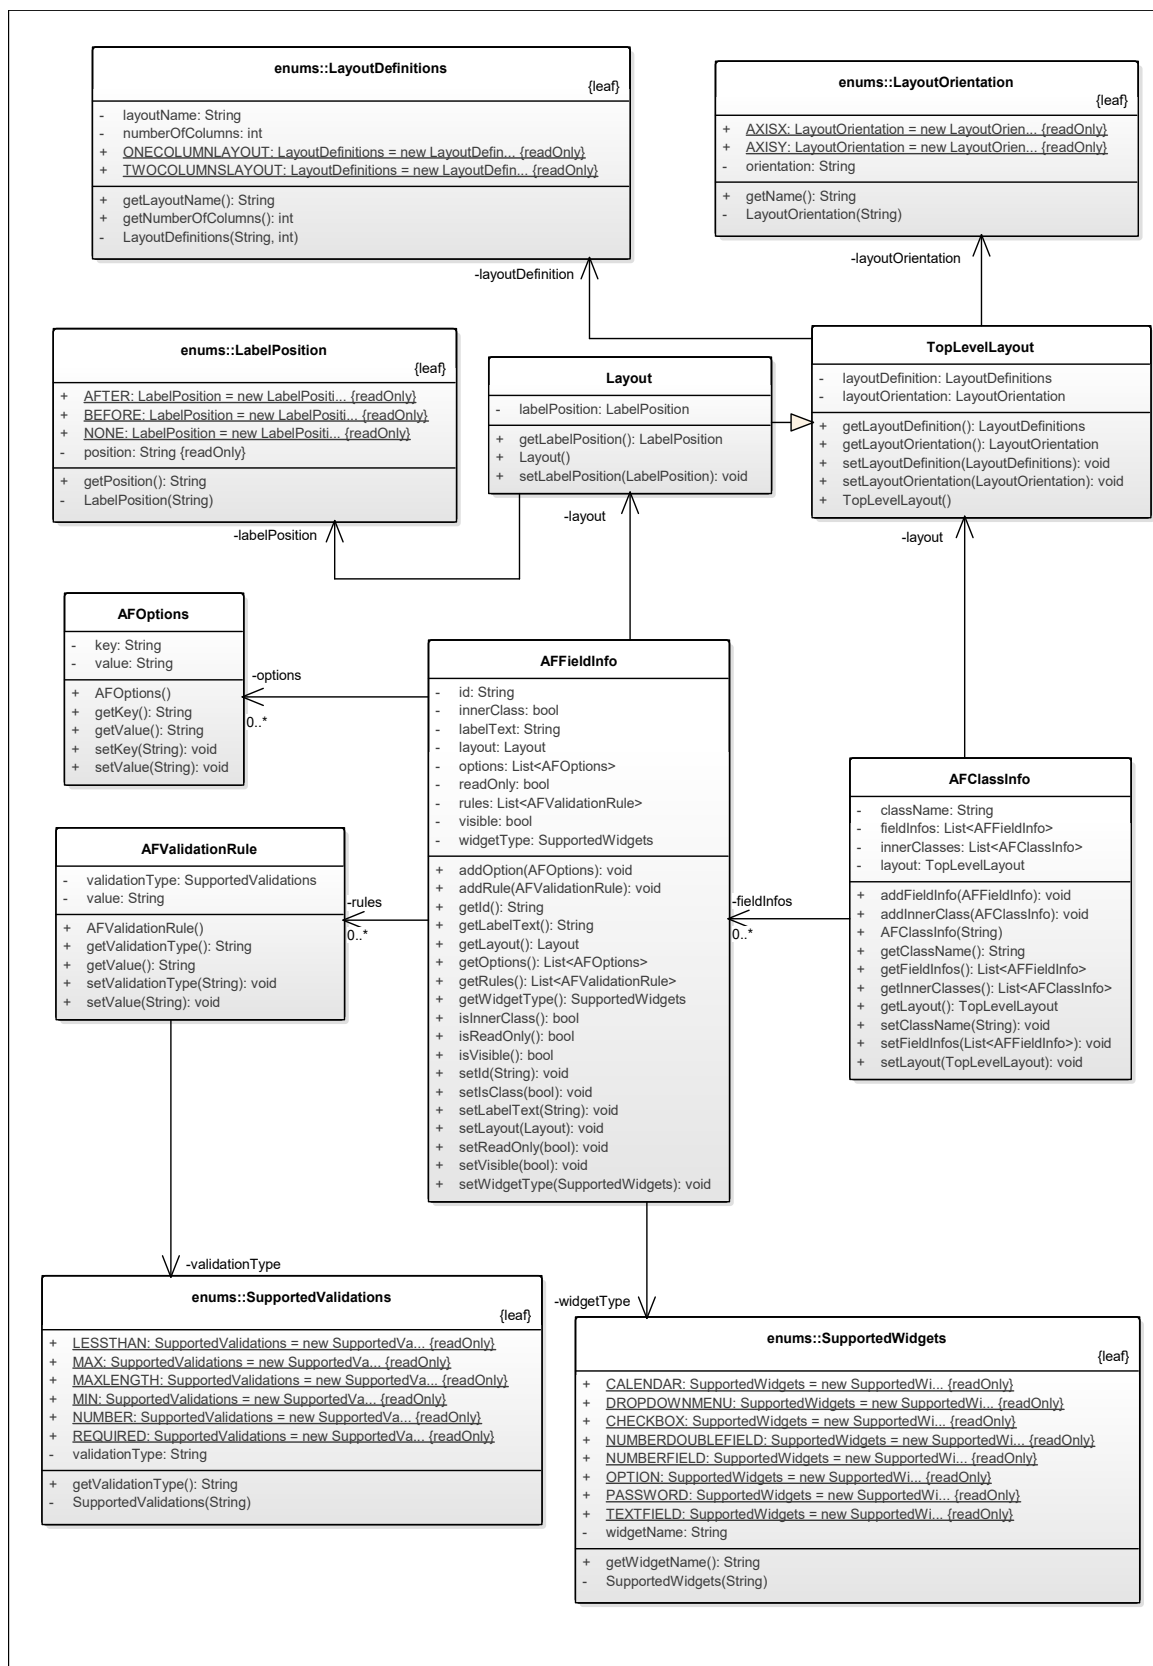 enums::LayoutDefinitions
{leaf}
- layoutName: String
- numberOfColumns: int
+ ONECOLUMNLAYOUT: LayoutDefinitions = new LayoutDefin... {readOnly}
+ TWOCOLUMNSLAYOUT: LayoutDefinitions = new LayoutDefin... {readOnly}
+ getLayoutName(): String
+ getNumberOfColumns(): int
- LayoutDefinitions(String, int)
enums::LayoutOrientation
{leaf}
+ AXISX: LayoutOrientation = new LayoutOrien... {readOnly}
+ AXISY: LayoutOrientation = new LayoutOrien... {readOnly}
- orientation: String
+ getName(): String
- LayoutOrientation(String)
-layoutDefinition
-layoutOrientation
enums::LabelPosition
{leaf}
+ AFTER: LabelPosition = new LabelPositi... {readOnly}
+ BEFORE: LabelPosition = new LabelPositi... {readOnly}
+ NONE: LabelPosition = new LabelPositi... {readOnly}
- position: String {readOnly}
+ getPosition(): String
- LabelPosition(String)
Layout
- labelPosition: LabelPosition
+ getLabelPosition(): LabelPosition
+ Layout()
+ setLabelPosition(LabelPosition): void
TopLevelLayout
- layoutDefinition: LayoutDefinitions
- layoutOrientation: LayoutOrientation
+ getLayoutDefinition(): LayoutDefinitions
+ getLayoutOrientation(): LayoutOrientation
+ setLayoutDefinition(LayoutDefinitions): void
+ setLayoutOrientation(LayoutOrientation): void
+ TopLevelLayout()
-labelPosition
-layout
-layout
AFOptions
- key: String
- value: String
+ AFOptions()
+ getKey(): String
+ getValue(): String
+ setKey(String): void
+ setValue(String): void
-options
0..*
AFFieldInfo
- id: String
- innerClass: bool
- labelText: String
- layout: Layout
- options: List<AFOptions>
- readOnly: bool
- rules: List<AFValidationRule>
- visible: bool
- widgetType: SupportedWidgets
+ addOption(AFOptions): void
+ addRule(AFValidationRule): void
+ getId(): String
+ getLabelText(): String
+ getLayout(): Layout
+ getOptions(): List<AFOptions>
+ getRules(): List<AFValidationRule>
+ getWidgetType(): SupportedWidgets
+ isInnerClass(): bool
+ isReadOnly(): bool
+ isVisible(): bool
+ setId(String): void
+ setIsClass(bool): void
+ setLabelText(String): void
+ setLayout(Layout): void
+ setReadOnly(bool): void
+ setVisible(bool): void
+ setWidgetType(SupportedWidgets): void
AFClassInfo
- className: String
- fieldInfos: List<AFFieldInfo>
- innerClasses: List<AFClassInfo>
- layout: TopLevelLayout
+ addFieldInfo(AFFieldInfo): void
+ addInnerClass(AFClassInfo): void
+ AFClassInfo(String)
+ getClassName(): String
+ getFieldInfos(): List<AFFieldInfo>
+ getInnerClasses(): List<AFClassInfo>
+ getLayout(): TopLevelLayout
+ setClassName(String): void
+ setFieldInfos(List<AFFieldInfo>): void
+ setLayout(TopLevelLayout): void
AFValidationRule
- validationType: SupportedValidations
- value: String
+ AFValidationRule()
+ getValidationType(): String
+ getValue(): String
+ setValidationType(String): void
+ setValue(String): void
-rules
0..*
-fieldInfos
0..*
-validationType
-widgetType
enums::SupportedValidations
{leaf}
+ LESSTHAN: SupportedValidations = new SupportedVa... {readOnly}
+ MAX: SupportedValidations = new SupportedVa... {readOnly}
+ MAXLENGTH: SupportedValidations = new SupportedVa... {readOnly}
+ MIN: SupportedValidations = new SupportedVa... {readOnly}
+ NUMBER: SupportedValidations = new SupportedVa... {readOnly}
+ REQUIRED: SupportedValidations = new SupportedVa... {readOnly}
- validationType: String
+ getValidationType(): String
- SupportedValidations(String)
enums::SupportedWidgets
{leaf}
+ CALENDAR: SupportedWidgets = new SupportedWi... {readOnly}
+ DROPDOWNMENU: SupportedWidgets = new SupportedWi... {readOnly}
+ CHECKBOX: SupportedWidgets = new SupportedWi... {readOnly}
+ NUMBERDOUBLEFIELD: SupportedWidgets = new SupportedWi... {readOnly}
+ NUMBERFIELD: SupportedWidgets = new SupportedWi... {readOnly}
+ OPTION: SupportedWidgets = new SupportedWi... {readOnly}
+ PASSWORD: SupportedWidgets = new SupportedWi... {readOnly}
+ TEXTFIELD: SupportedWidgets = new SupportedWi... {readOnly}
- widgetName: String
+ getWidgetName(): String
- SupportedWidgets(String)